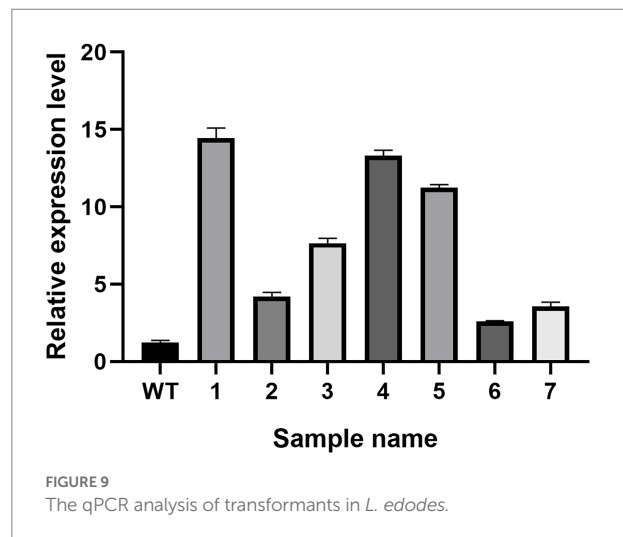 Relative expression level
20
15
10
5
0
WT 1 2 3 4 5 6 7
Sample name
FIGURE 9
The qPCR analysis of transformants in L. edodes.